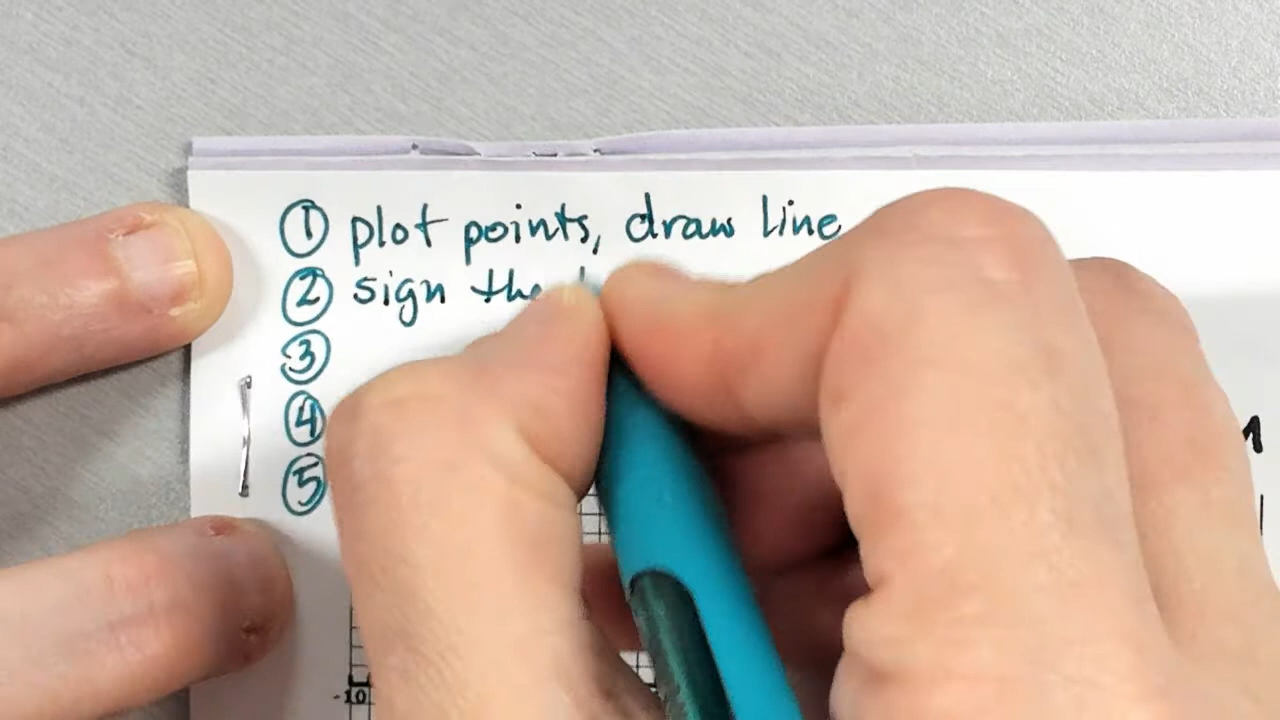 ① plot points, draw line
② sign the
③
④
⑤
-10